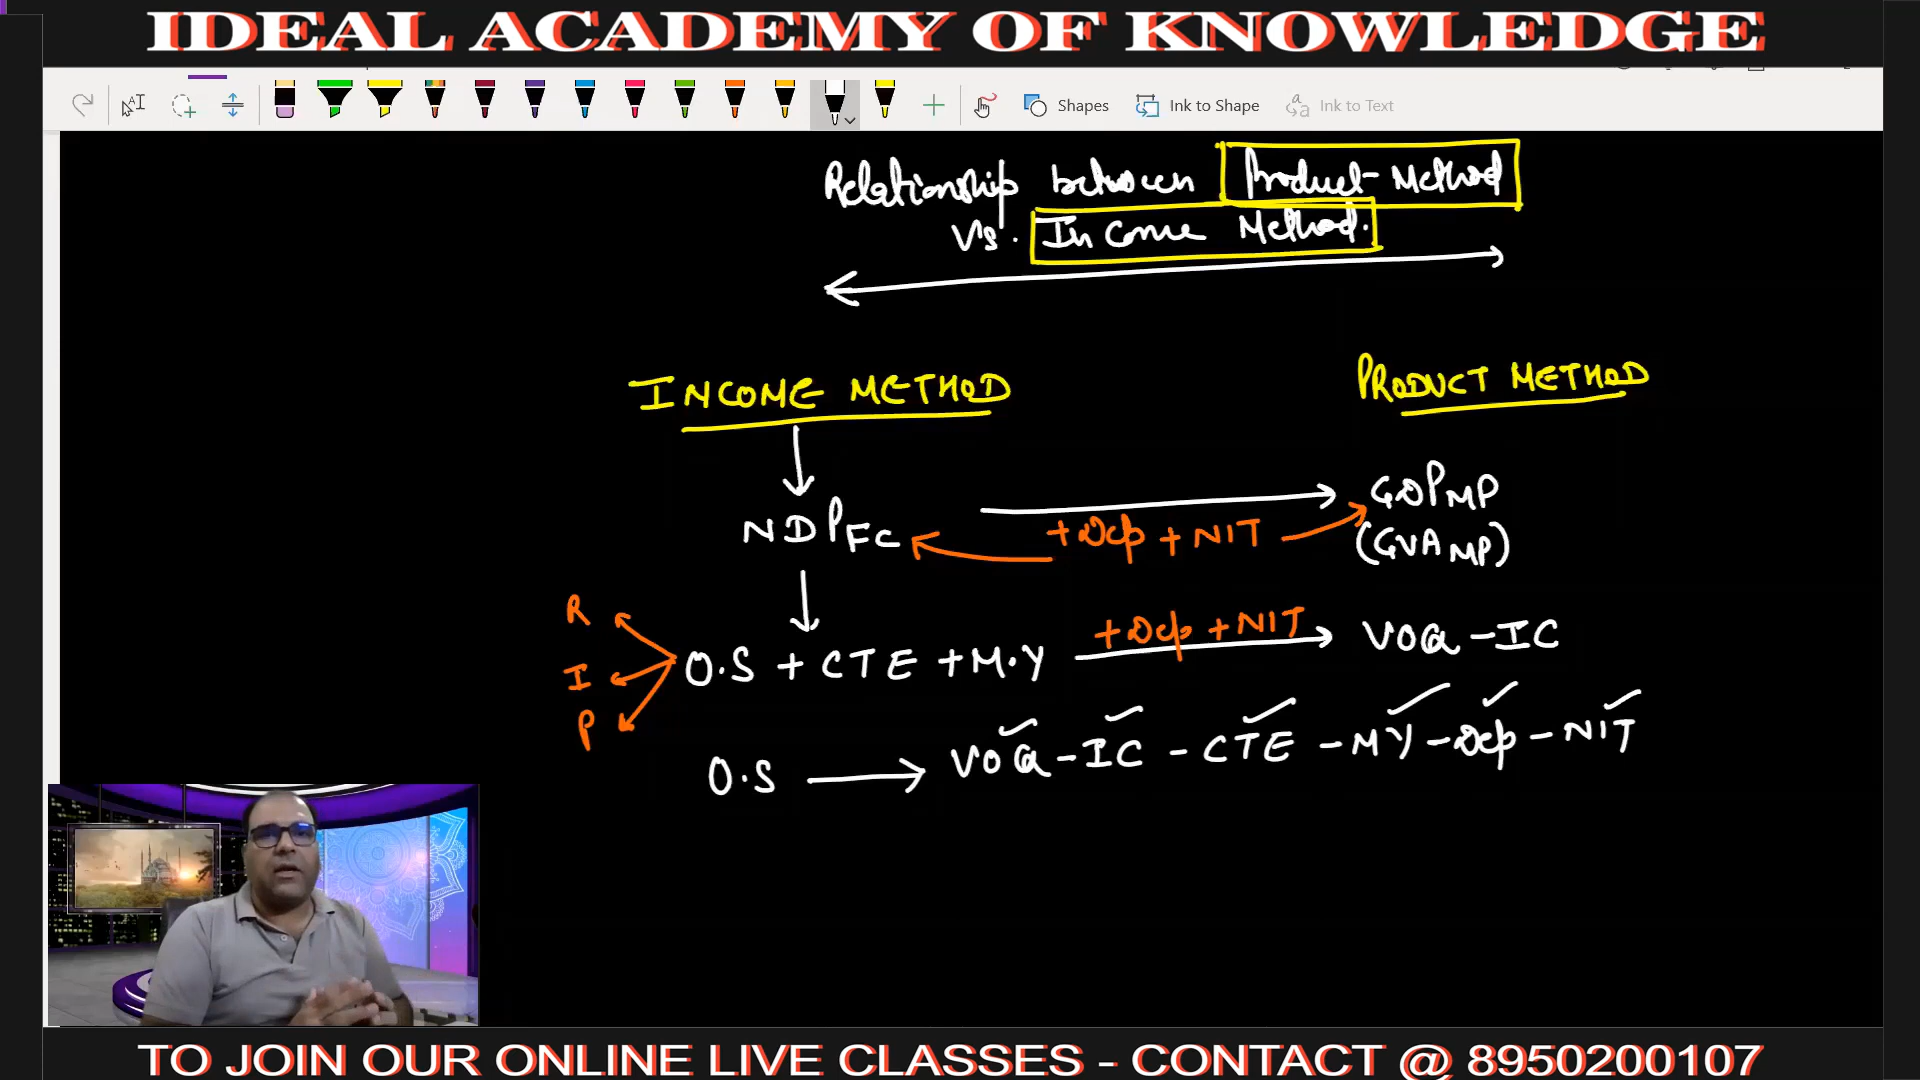 IDEAL ACADEMY OF KNOWLEDGE
Shapes Ink to Shape Ink to Text
Relationship between Product-Method
Vs. Income Method.
INCOME METHOD
PRODUCT METHOD
NDPFC
GDPMP
(GVAMP)
+Dep + NIT
R
I
P
O.S + CTE + M.Y
+Dep + NIT
VOQ - IC
O.S → VOQ - IC - CTE - MY - Dep - NIT
TO JOIN OUR ONLINE LIVE CLASSES - CONTACT @ 8950200107